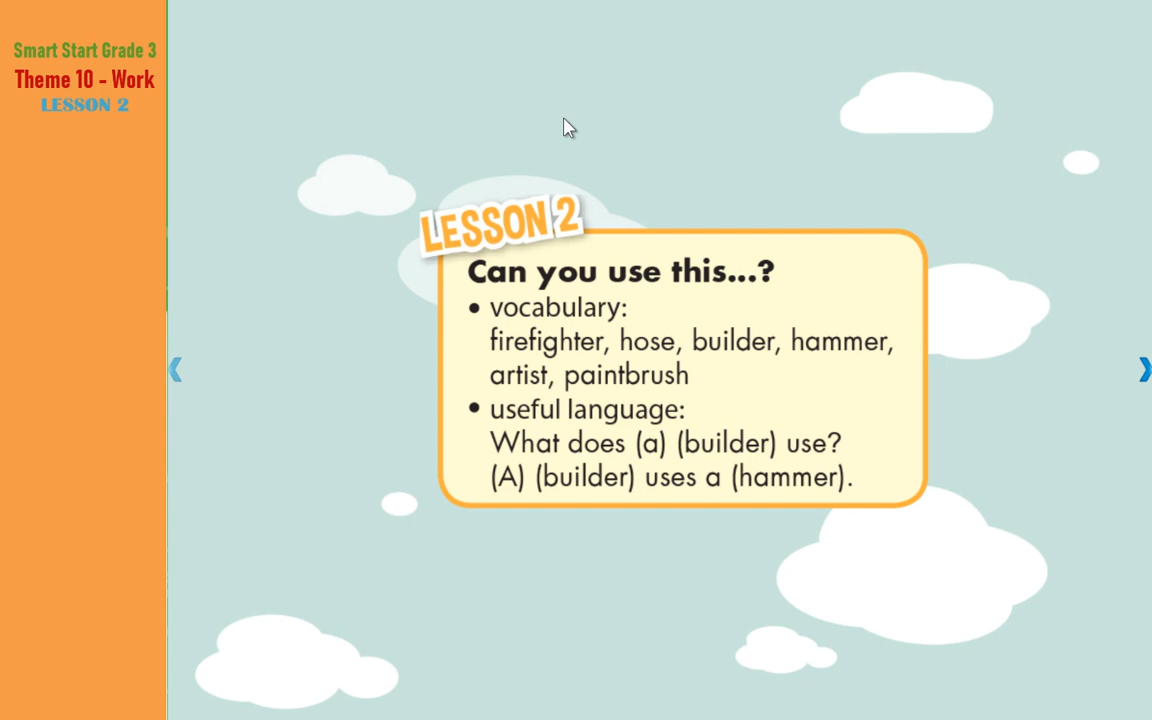 Smart Start Grade 3
Theme 10 - Work
LESSON 2
LESSON 2
Can you use this...?
• vocabulary:
firefighter, hose, builder, hammer,
artist, paintbrush
• useful language:
What does (a) (builder) use?
(A) (builder) uses a (hammer).